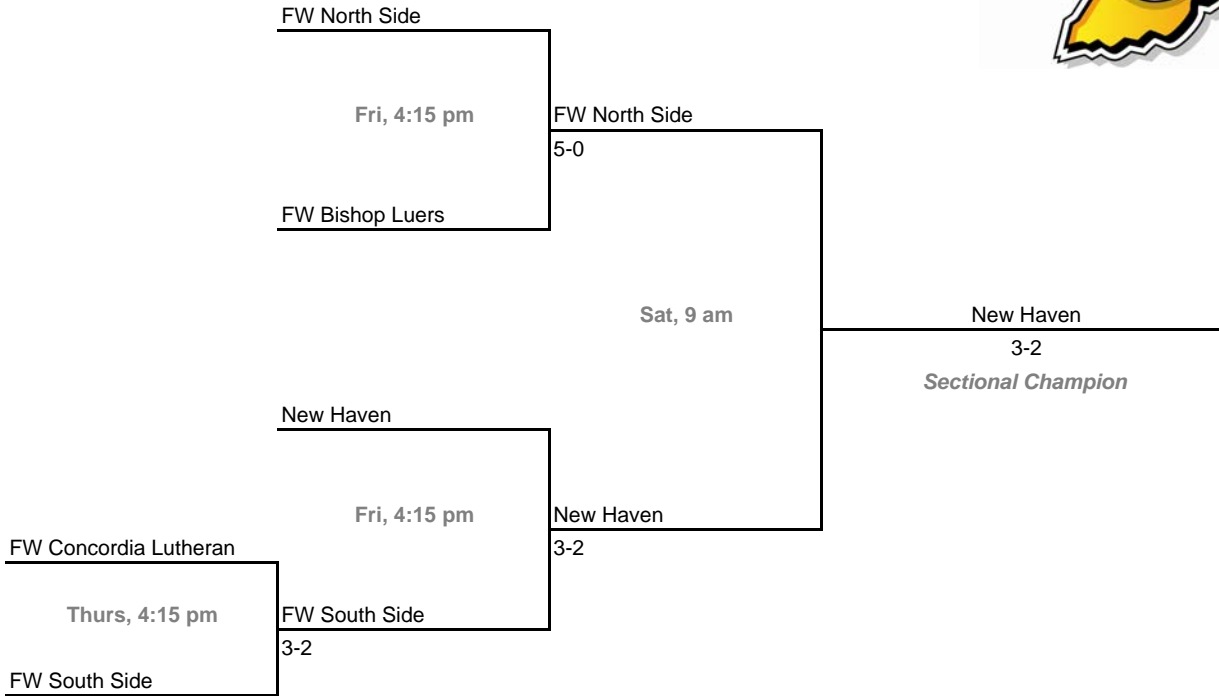 FW North Side
Fri, 4:15 pm
FW North Side
5-0
FW Bishop Luers
Sat, 9 am
New Haven
3-2
Sectional Champion
New Haven
Fri, 4:15 pm
New Haven
3-2
FW Concordia Lutheran
Thurs, 4:15 pm
FW South Side
3-2
FW South Side